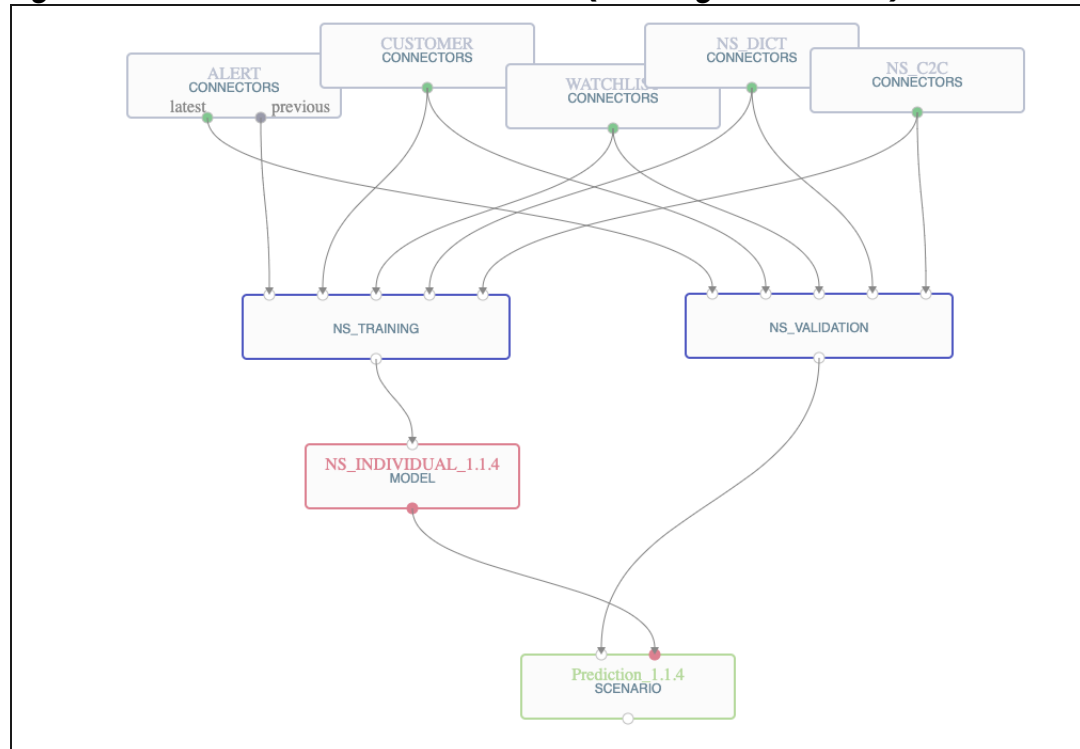 CUSTOMER
CONNECTORS
NS_DICT
CONNECTORS
ALERT
CONNECTORS
latest
previous
WATCHLIST
CONNECTORS
NS_C2C
CONNECTORS
NS_TRAINING
NS_VALIDATION
NS_INDIVIDUAL_1.1.4
MODEL
Prediction_1.1.4
SCENARIO